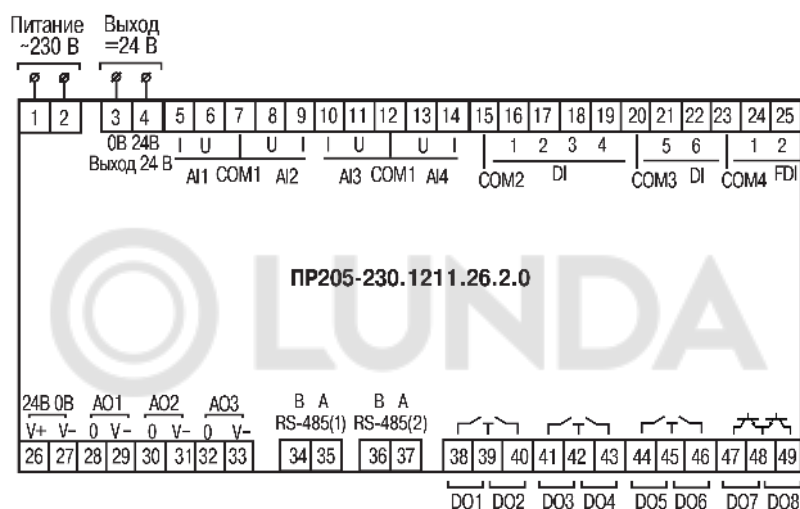 Питание Выход
~230 В =24 В
1 2 3 4 5 6 7 8 9 10 11 12 13 14 15 16 17 18 19 20 21 22 23 24 25
0В 24В I U U I I U U I 1 2 3 4 5 6 1 2
Выход 24 В AI1 COM1 AI2 AI3 COM1 AI4 COM2 DI COM3 DI COM4 FDI
ПР205-230.1211.26.2.0
LUNDA
24В 0В AO1 AO2 AO3 B A B A
V+ V- 0 V- 0 V- 0 V- RS-485(1) RS-485(2)
26 27 28 29 30 31 32 33 34 35 36 37 38 39 40 41 42 43 44 45 46 47 48 49
DO1 DO2 DO3 DO4 DO5 DO6 DO7 DO8